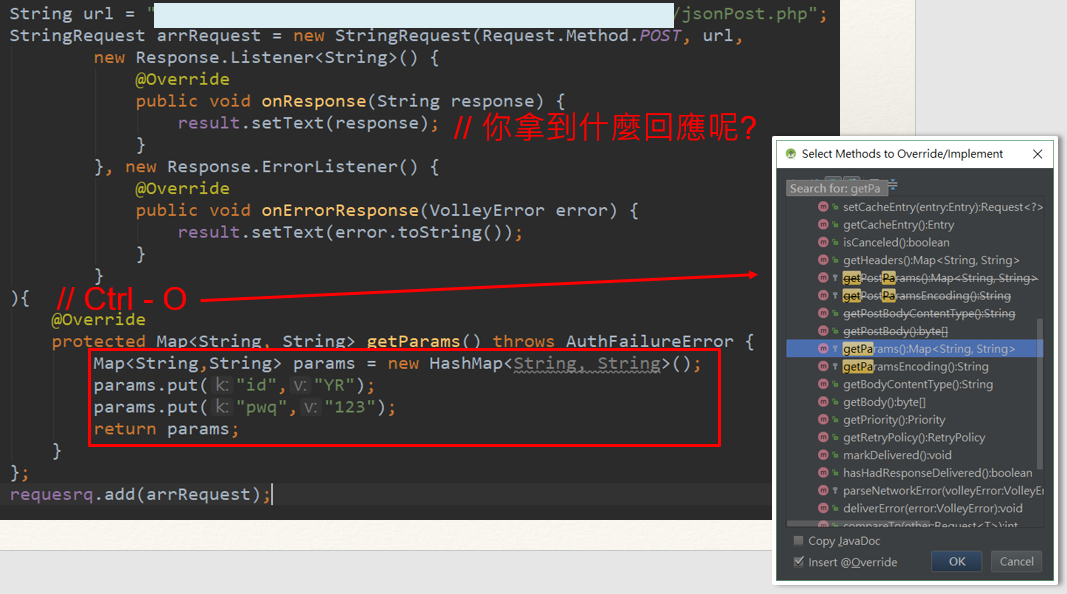 String url = "/jsonPost.php";
StringRequest arrRequest = new StringRequest(Request.Method.POST, url,
new Response.Listener<String>() {
@Override
public void onResponse(String response) {
result.setText(response); // 你拿到什麼回應呢?
}
}, new Response.ErrorListener() {
@Override
public void onErrorResponse(VolleyError error) {
result.setText(error.toString());
}
}
){ // Ctrl - O
@Override
protected Map<String, String> getParams() throws AuthFailureError {
Map<String,String> params = new HashMap<String, String>();
params.put( k: "id", v: "YR");
params.put( k: "pwq", v: "123");
return params;
}
};
requesrq.add(arrRequest);
Select Methods to Override/Implement
Search for: getPa
setCacheEntry(entry:Entry):Request<?>
getCacheEntry():Entry
isCanceled():boolean
getHeaders():Map<String, String>
getPostParams():Map<String, String>
getPostParamsEncoding():String
getPostBodyContentType():String
getPostBody():byte[]
getParams():Map<String, String>
getParamsEncoding():String
getBodyContentType():String
getBody():byte[]
getPriority():Priority
getRetryPolicy():RetryPolicy
markDelivered():void
hasHadResponseDelivered():boolean
parseNetworkError(volleyError:VolleyE
deliverError(error:VolleyError):void
compareTo(other:Request<T>):int
Copy JavaDoc
Insert @Override
OK
Cancel